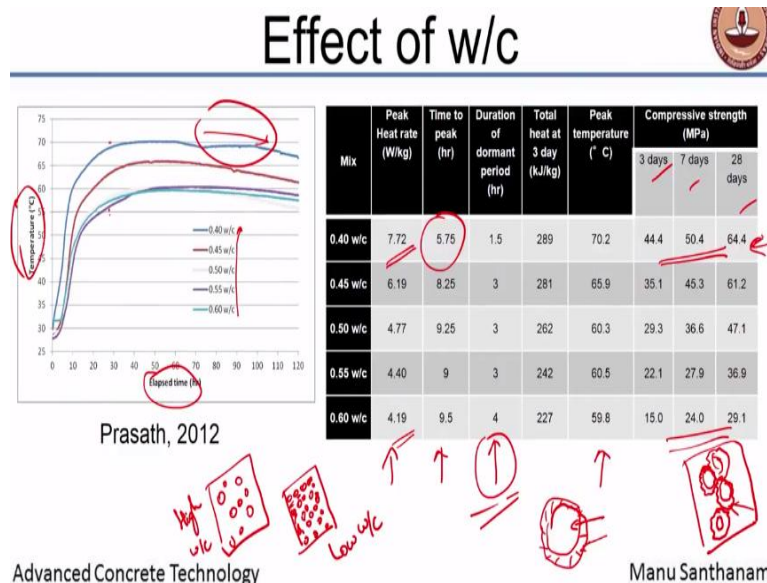 Effect of w/c
75
70
65
60
55
50
45
40
35
30
25
Temperature (°C)
0 10 20 30 40 50 60 70 80 90 100 110 120
Elapsed time (hr)
0.40 w/c
0.45 w/c
0.50 w/c
0.55 w/c
0.60 w/c
Prasath, 2012
Mix | Peak Heat rate (W/kg) | Time to peak (hr) | Duration of dormant period (hr) | Total heat at 3 day (kJ/kg) | Peak temperature (° C) | Compressive strength (MPa)
3 days | 7 days | 28 days
0.40 w/c | 7.72 | 5.75 | 1.5 | 289 | 70.2 | 44.4 | 50.4 | 64.4
0.45 w/c | 6.19 | 8.25 | 3 | 281 | 65.9 | 35.1 | 45.3 | 61.2
0.50 w/c | 4.77 | 9.25 | 3 | 262 | 60.3 | 29.3 | 36.6 | 47.1
0.55 w/c | 4.40 | 9 | 3 | 242 | 60.5 | 22.1 | 27.9 | 36.9
0.60 w/c | 4.19 | 9.5 | 4 | 227 | 59.8 | 15.0 | 24.0 | 29.1
High
w/c
Low w/c
Advanced Concrete Technology
Manu Santhanam